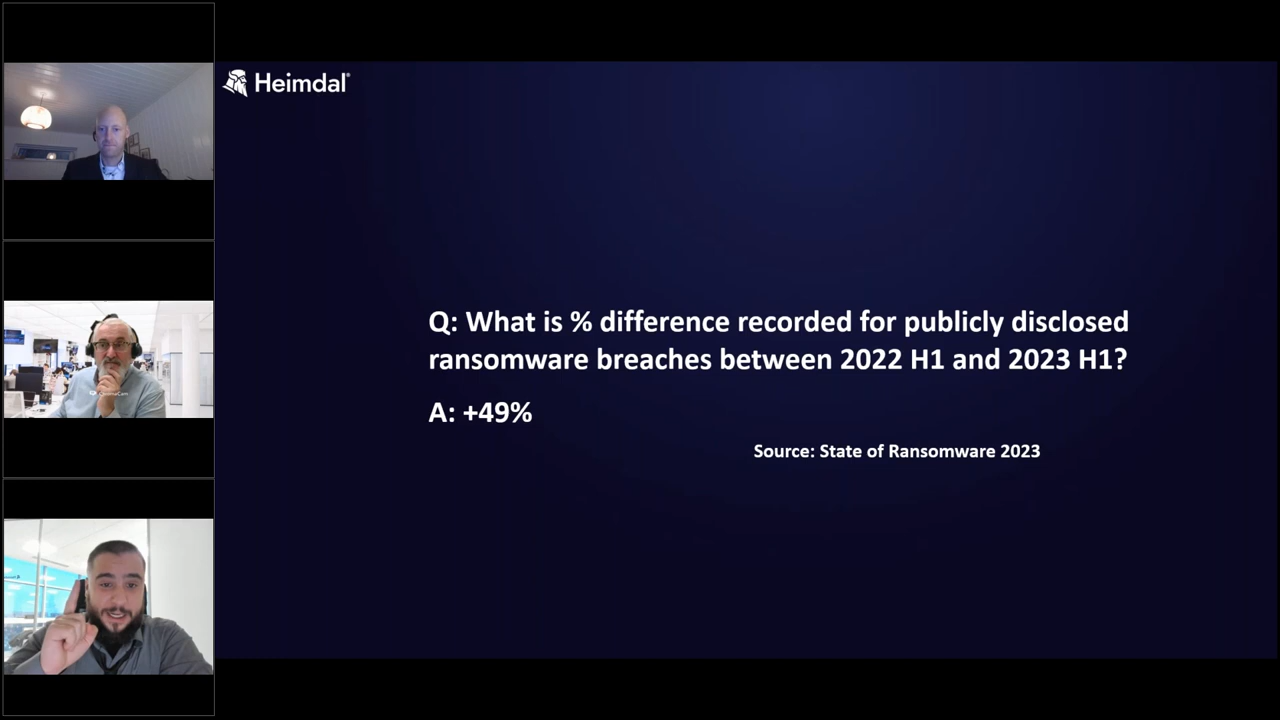 Heimdal®
Q: What is % difference recorded for publicly disclosed
ransomware breaches between 2022 H1 and 2023 H1?
A: +49%
Source: State of Ransomware 2023